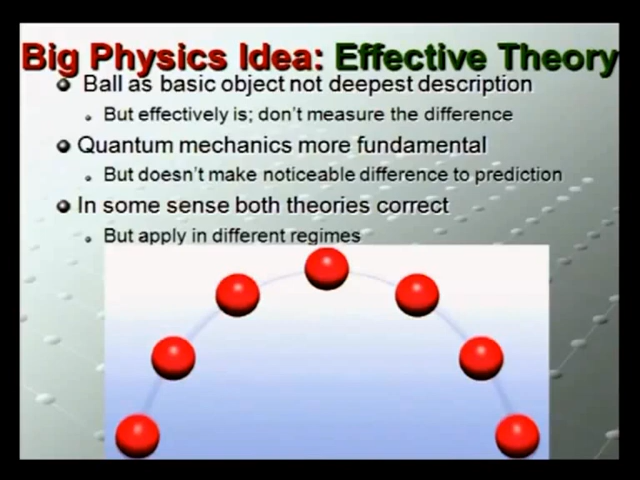 Big Physics Idea: Effective Theory
Ball as basic object not deepest description
But effectively is; don't measure the difference
Quantum mechanics more fundamental
But doesn't make noticeable difference to prediction
In some sense both theories correct
But apply in different regimes